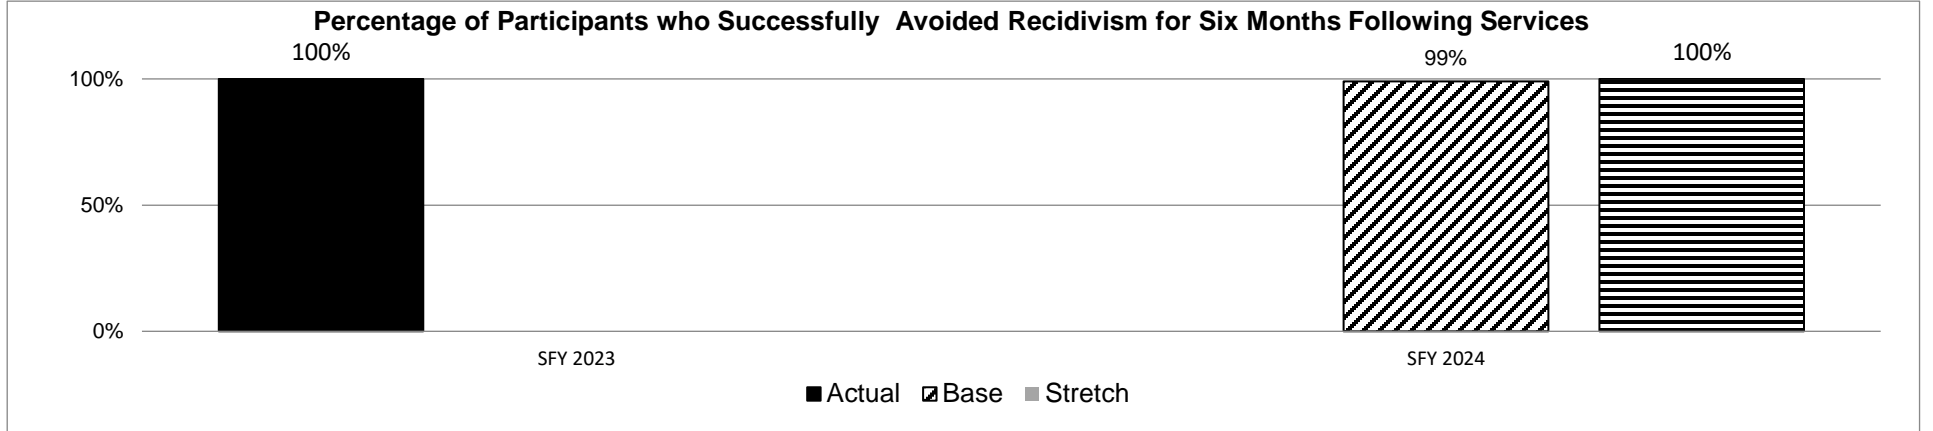 Percentage of Participants who Successfully  Avoided Recidivism for Six Months Following Services
100%
99%
100%
100%
50%
0%
SFY 2023
SFY 2024
Actual
Base
Stretch